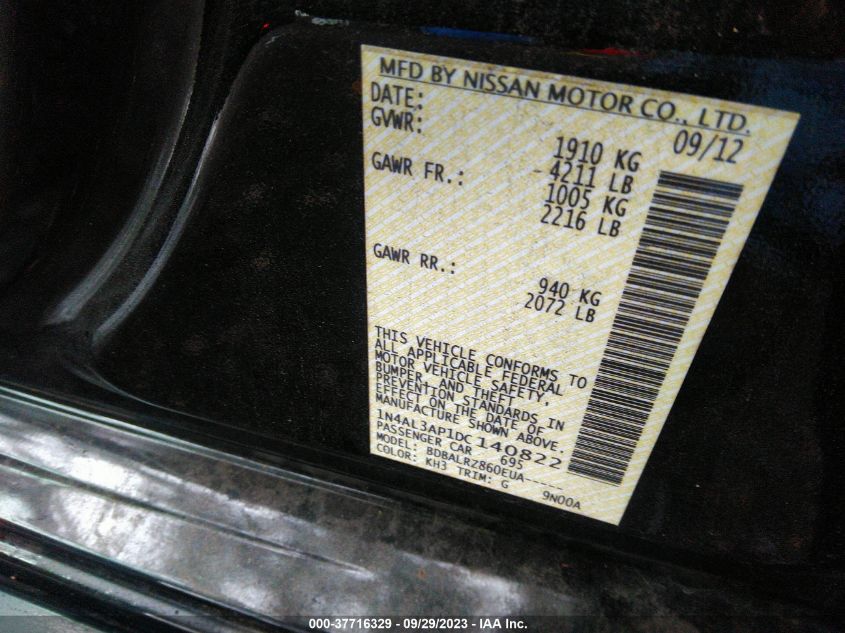 MFD BY NISSAN MOTOR CO., LTD.
DATE: 09/12
GVWR: 1910 KG
4211 LB
GAWR FR.: 1005 KG
2216 LB
GAWR RR.: 940 KG
2072 LB
THIS VEHICLE CONFORMS TO
ALL APPLICABLE FEDERAL
MOTOR VEHICLE SAFETY,
BUMPER, AND THEFT
PREVENTION STANDARDS IN
EFFECT ON THE DATE OF
MANUFACTURE SHOWN ABOVE.
1N4AL3AP1DC140822
PASSENGER CAR 695
MODEL: BDBALRZ860EUA-----
COLOR: KH3 TRIM: G 9N00A
000-37716329 / 09/29/2023 - IAA Inc.